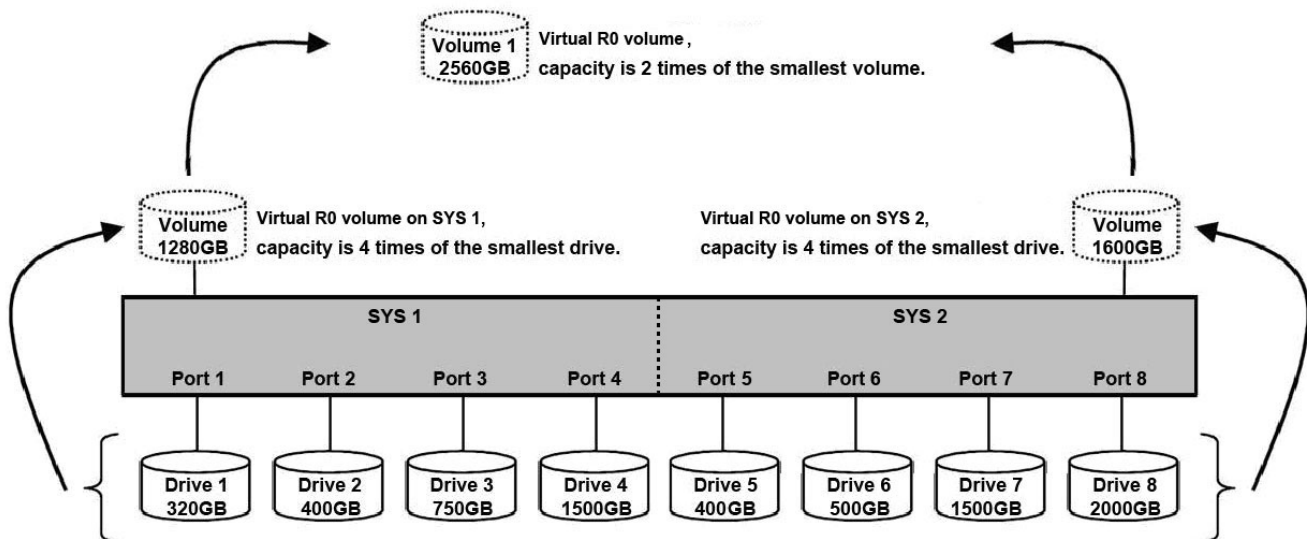 Volume 1
2560GB
Virtual R0 volume,
capacity is 2 times of the smallest volume.
Volume
1280GB
Virtual R0 volume on SYS 1,
capacity is 4 times of the smallest drive.
Virtual R0 volume on SYS 2,
capacity is 4 times of the smallest drive.
Volume
1600GB
SYS 1
SYS 2
Port 1
Port 2
Port 3
Port 4
Port 5
Port 6
Port 7
Port 8
Drive 1
320GB
Drive 2
400GB
Drive 3
750GB
Drive 4
1500GB
Drive 5
400GB
Drive 6
500GB
Drive 7
1500GB
Drive 8
2000GB